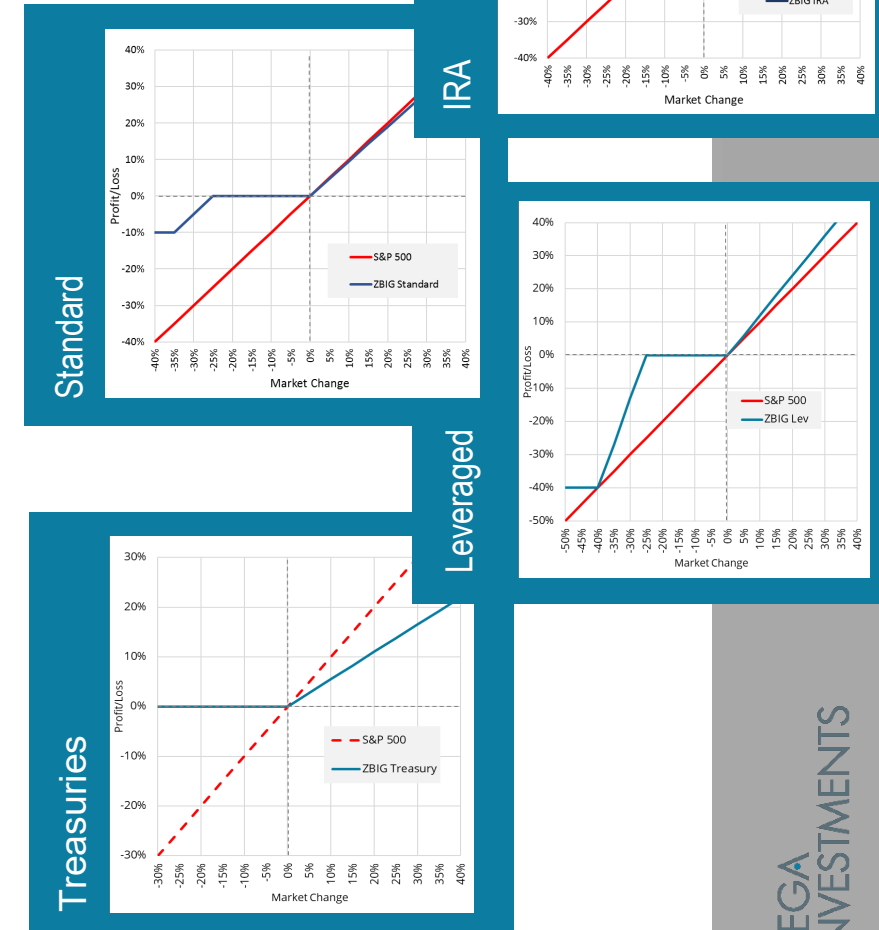 ZBIG IRA
-30%
-40%
-40% -35% -30% -25% -20% -15% -10% -5% 0% 5% 10% 15% 20% 25% 30% 35% 40%
Market Change
IRA
Standard
40%
30%
20%
10%
0%
-10%
-20%
-30%
-40%
Profit/Loss
S&P 500
ZBIG Standard
-40% -35% -30% -25% -20% -15% -10% -5% 0% 5% 10% 15% 20% 25% 30% 35% 40%
Market Change
Leveraged
40%
30%
20%
10%
0%
-10%
-20%
-30%
-40%
-50%
Profit/Loss
S&P 500
ZBIG Lev
-50% -45% -40% -35% -30% -25% -20% -15% -10% -5% 0% 5% 10% 15% 20% 25% 30% 35% 40%
Market Change
Treasuries
30%
20%
10%
0%
-10%
-20%
-30%
Profit/Loss
S&P 500
ZBIG Treasury
-30% -25% -20% -15% -10% -5% 0% 5% 10% 15% 20% 25% 30% 35% 40%
Market Change
EGA
NVESTMENTS